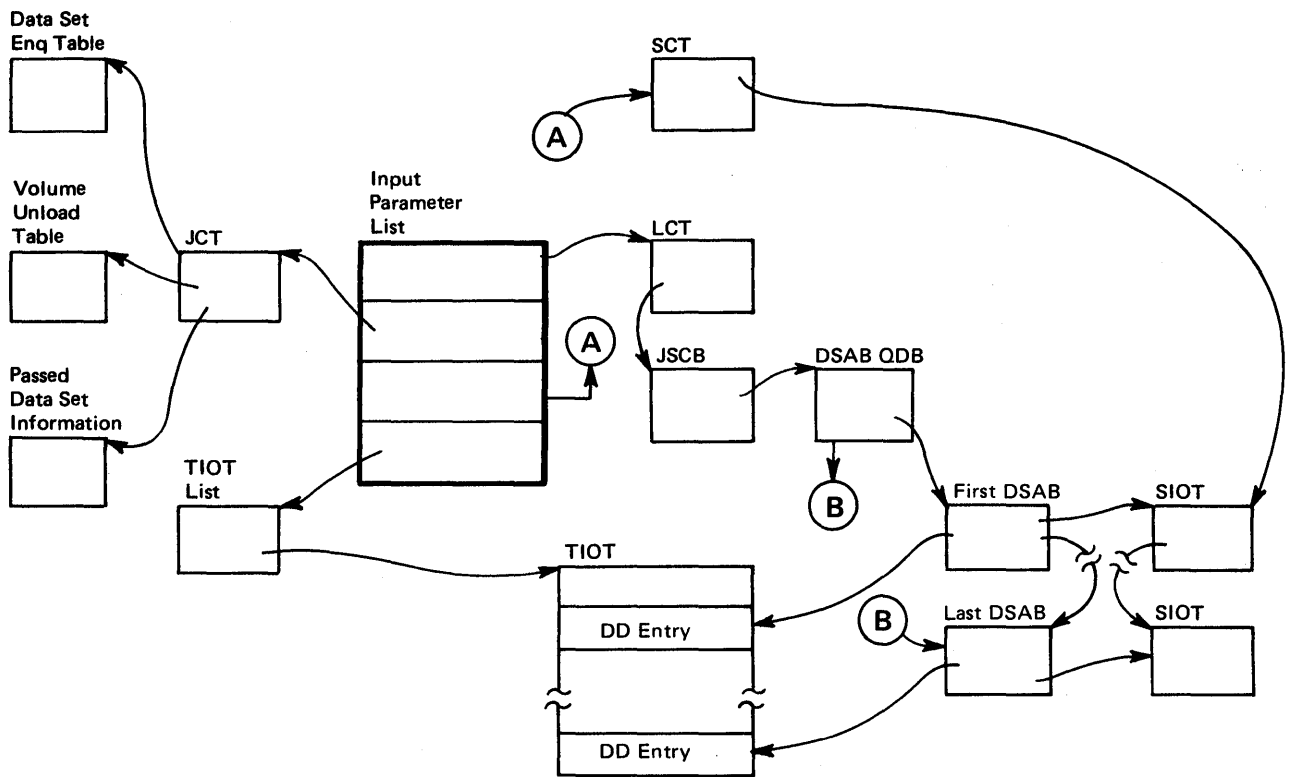 Data Set
Enq Table
SCT
A
Volume
Unload
Table
JCT
Input
Parameter
List
LCT
A
JSCB
DSAB QDB
Passed
Data Set
Information
B
TIOT
List
First DSAB
SIOT
TIOT
DD Entry
B
Last DSAB
SIOT
DD Entry